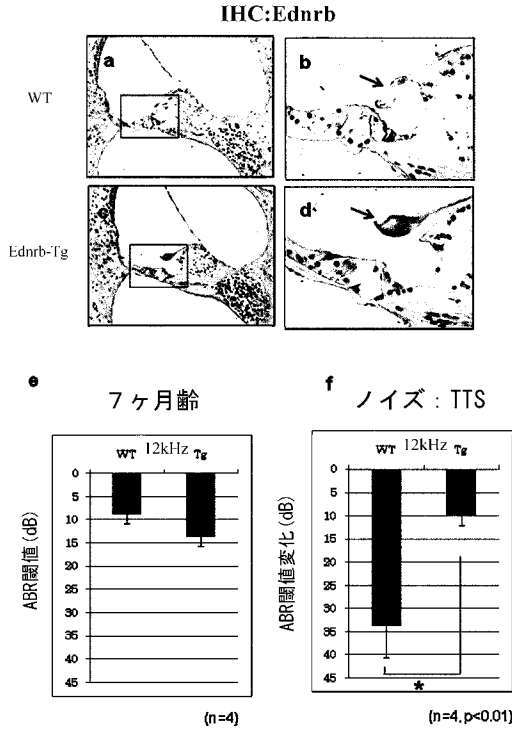 IHC:Ednrb
a
b
WT
c
d
Ednrb-Tg
e
7ヶ月齢
WT 12kHz Tg
0
5
10
15
20
25
30
35
40
45
ABR閾値(dB)
(n=4)
f
ノイズ：TTS
WT 12kHz Tg
0
5
10
15
20
25
30
35
40
45
ABR閾値変化(dB)
*
(n=4, p<0.01)